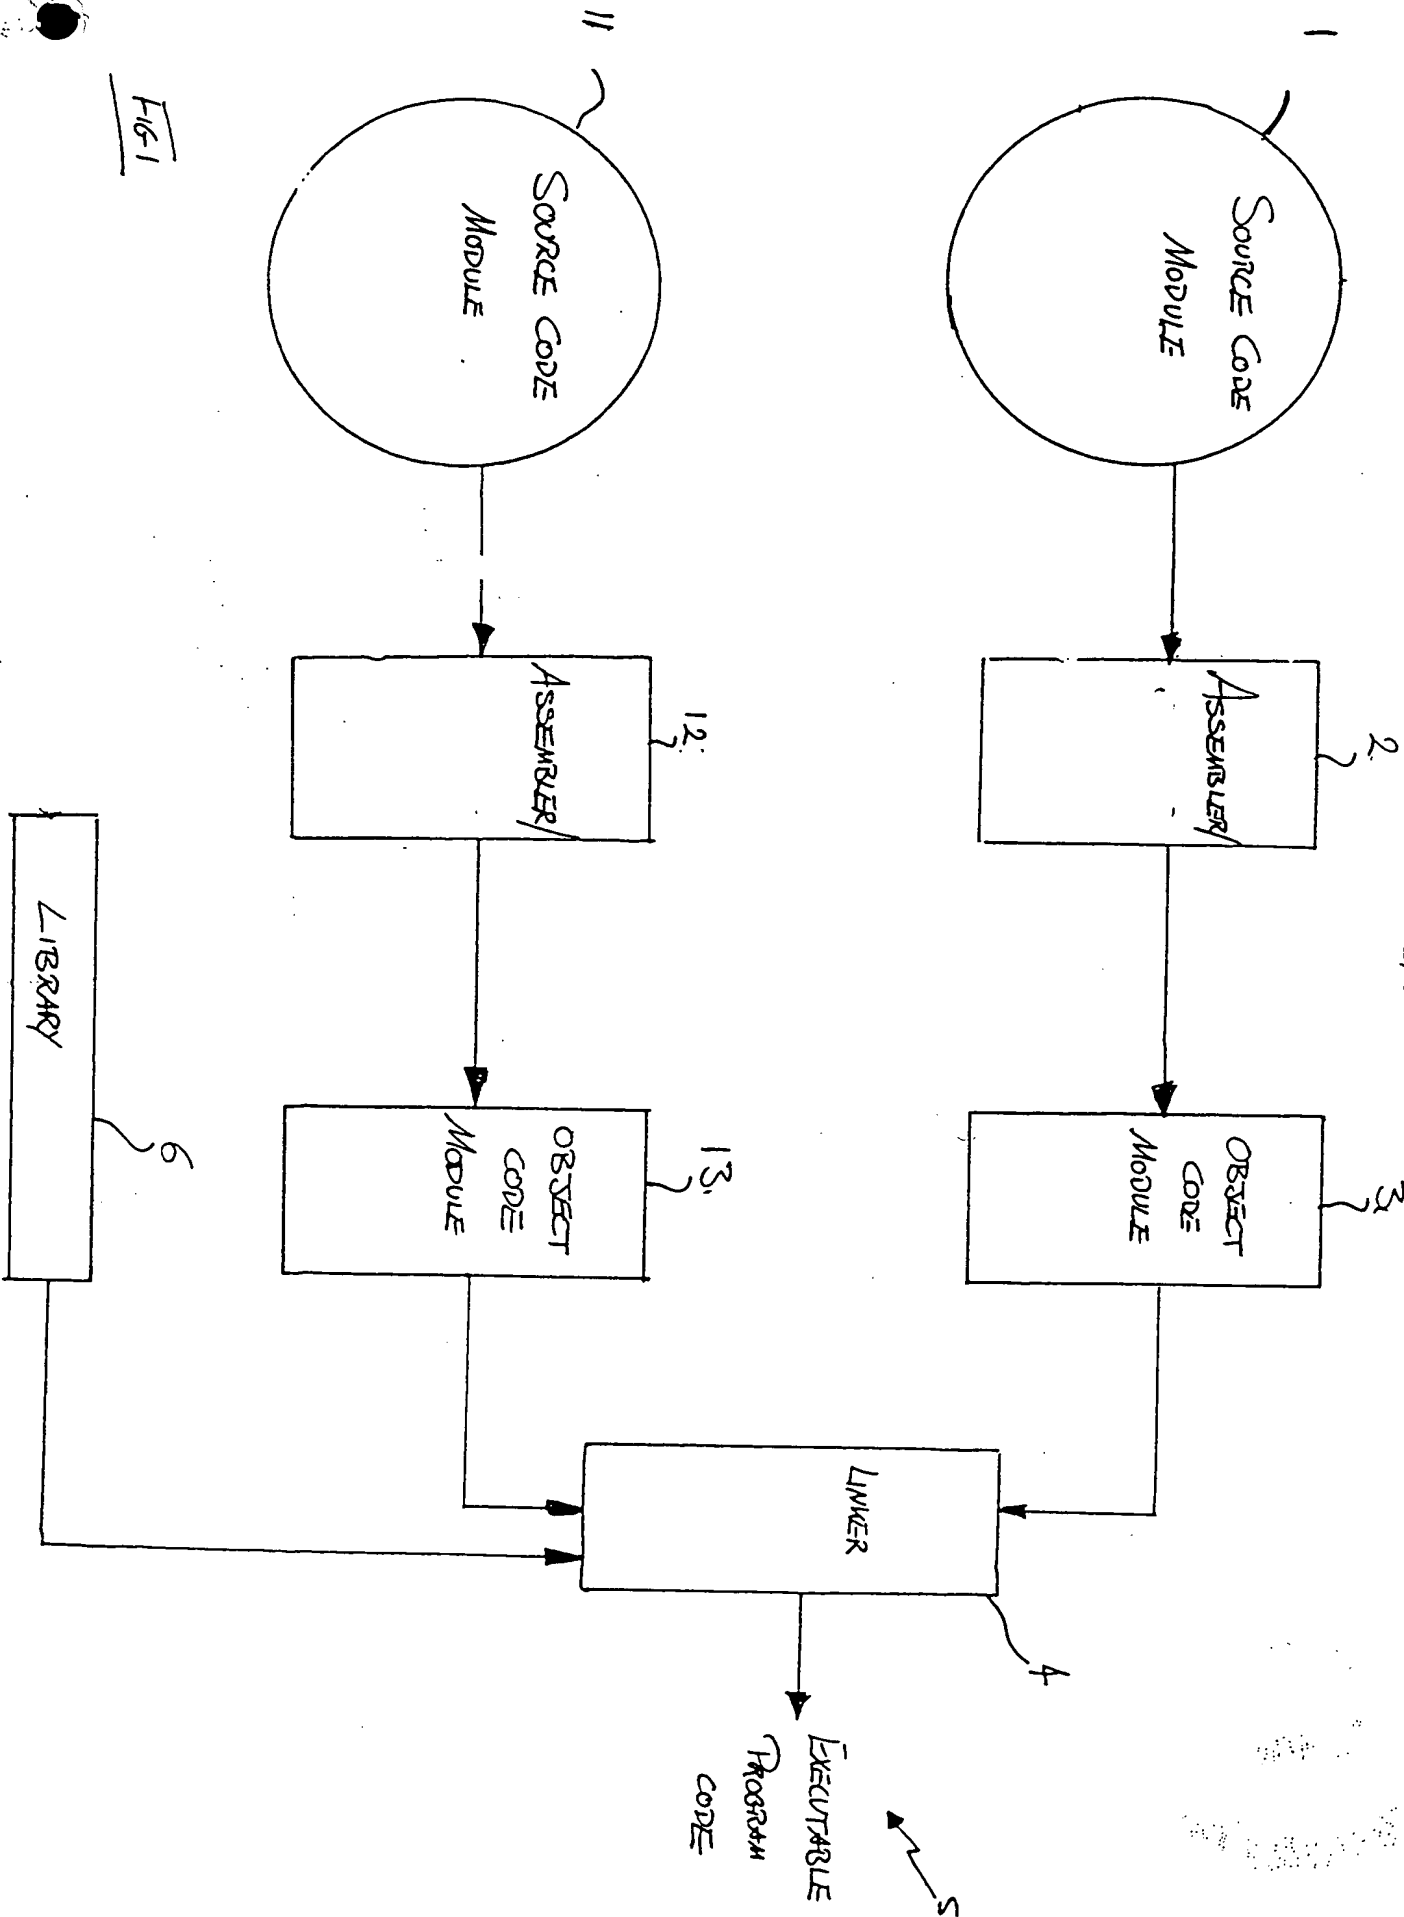 1
SOURCE CODE
MODULE
2
ASSEMBLER/
3
OBJECT
CODE
MODULE
11
SOURCE CODE
MODULE
12
ASSEMBLER/
13
OBJECT
CODE
MODULE
LINKER
4
EXECUTABLE
PROGRAM
CODE
5
LIBRARY
6
FIG 1